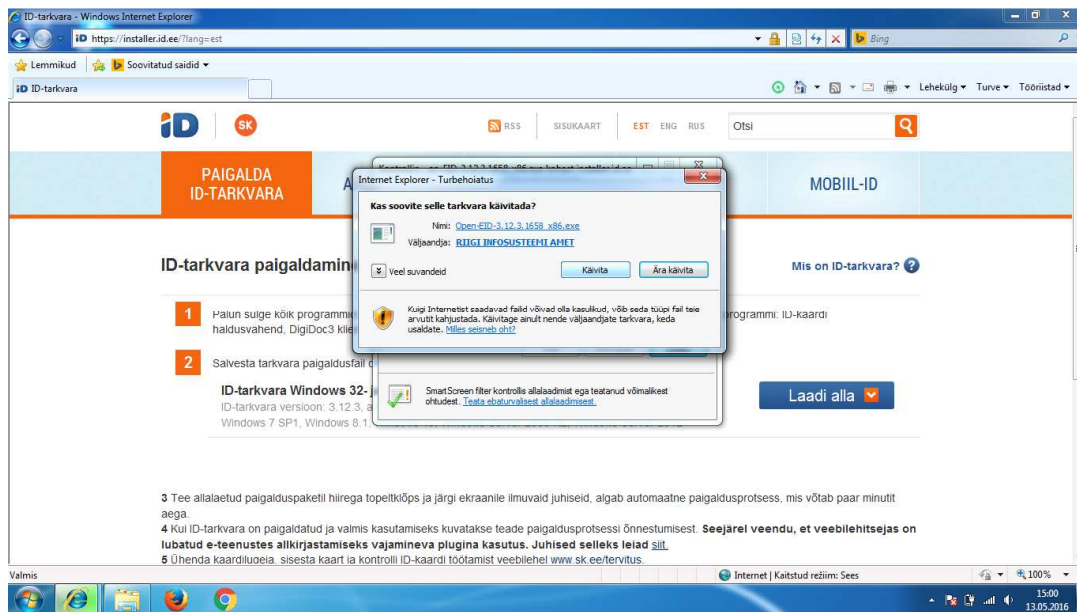 ID-tarkvara - Windows Internet Explorer
https://installer.id.ee/?lang=est
Bing
Lemmikud
Soovitatud saidid
ID-tarkvara
Lehekülg
Turve
Tööriistad
iD
SK
RSS
SISUKAART
EST ENG RUS
Otsi
PAIGALDA
ID-TARKVARA
MOBIIL-ID
Internet Explorer - Turbehoiatus
Kas soovite selle tarkvara käivitada?
Nimi: Open-EID-3.12.3.1658_x86.exe
Väljaandja: RIIGI INFOSUSTEEMI AMET
Veel suvandeid
Käivita
Ära käivita
Kuigi Internetist saadavad failid võivad olla kasulikud, võib seda tüüpi fail teie
arvutit kahjustada. Käivitage ainult nende väljaandjate tarkvara, keda
usaldate. Milles seisneb oht?
ID-tarkvara
Mis on ID-tarkvara?
1 Palun sulge kõik
programmi: ID-kaardi
haldusvahend, DigiDoc3
2 Salvesta tarkvara
ID-tarkvara Windows 32-
ID-tarkvara versioon: 3.12.3,
Windows 7 SP1, Windows 8.1,
SmartScreen filter kontrollis allalaadimist ega teatanud võimalikest
ohtudest. Teata ebaturvalisest allalaadimisest.
Laadi alla
3 Tee allalaetud paigalduspaketil hiirega topeltklõps ja järgi ekraanile ilmuvaid juhiseid, algab automaatne paigaldusprotsess, mis võtab paar minutit
aega.
4 Kui ID-tarkvara on paigaldatud ja valmis kasutamiseks kuvatakse teade paigaldusprotsessi õnnestumisest. Seejärel veendu, et veebilehitsejas on
lubatud e-teenustes allkirjastamiseks vajamineva plugina kasutus. Juhised selleks leiad siit.
5 Ühenda kaardilugeja, sisesta kaart ja kontrolli ID-kaardi töötamist veebilehel www.sk.ee/tervitus.
Valmis
Internet | Kaitstud režiim: Sees
100%
15:00
13.05.2016